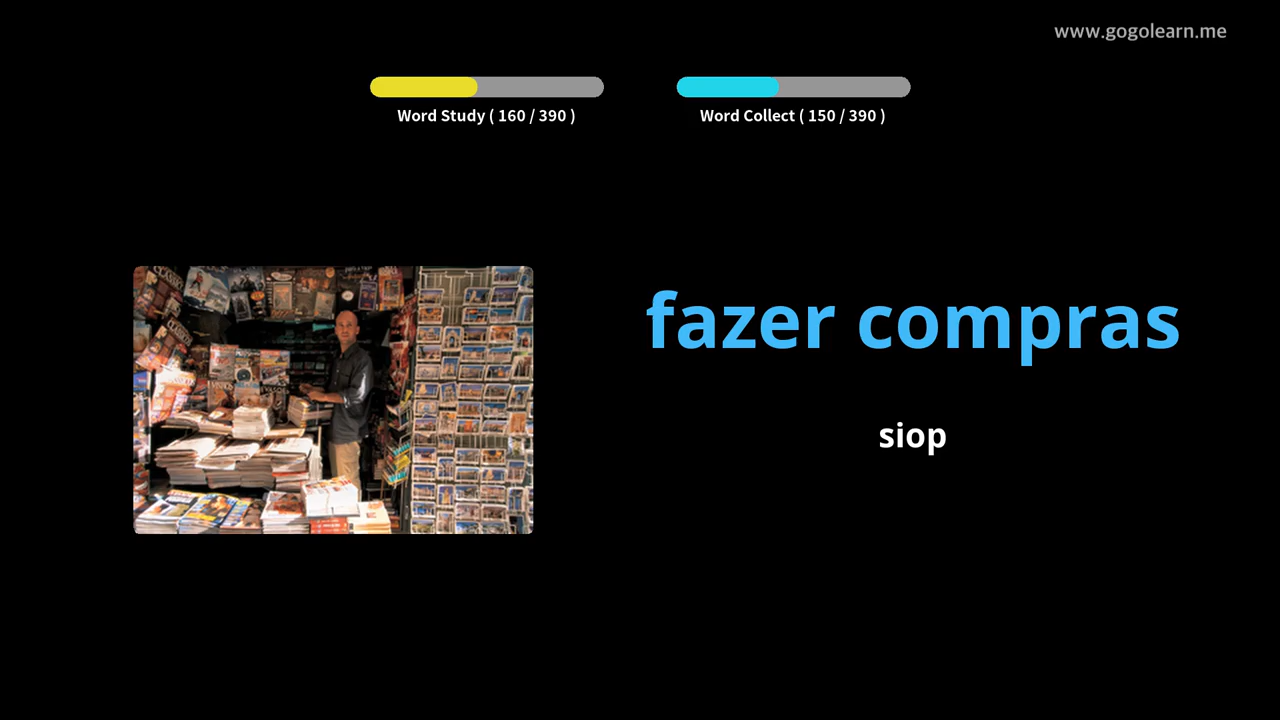 www.gogolearn.me
Word Study ( 160 / 390 )
Word Collect ( 150 / 390 )
fazer compras
siop